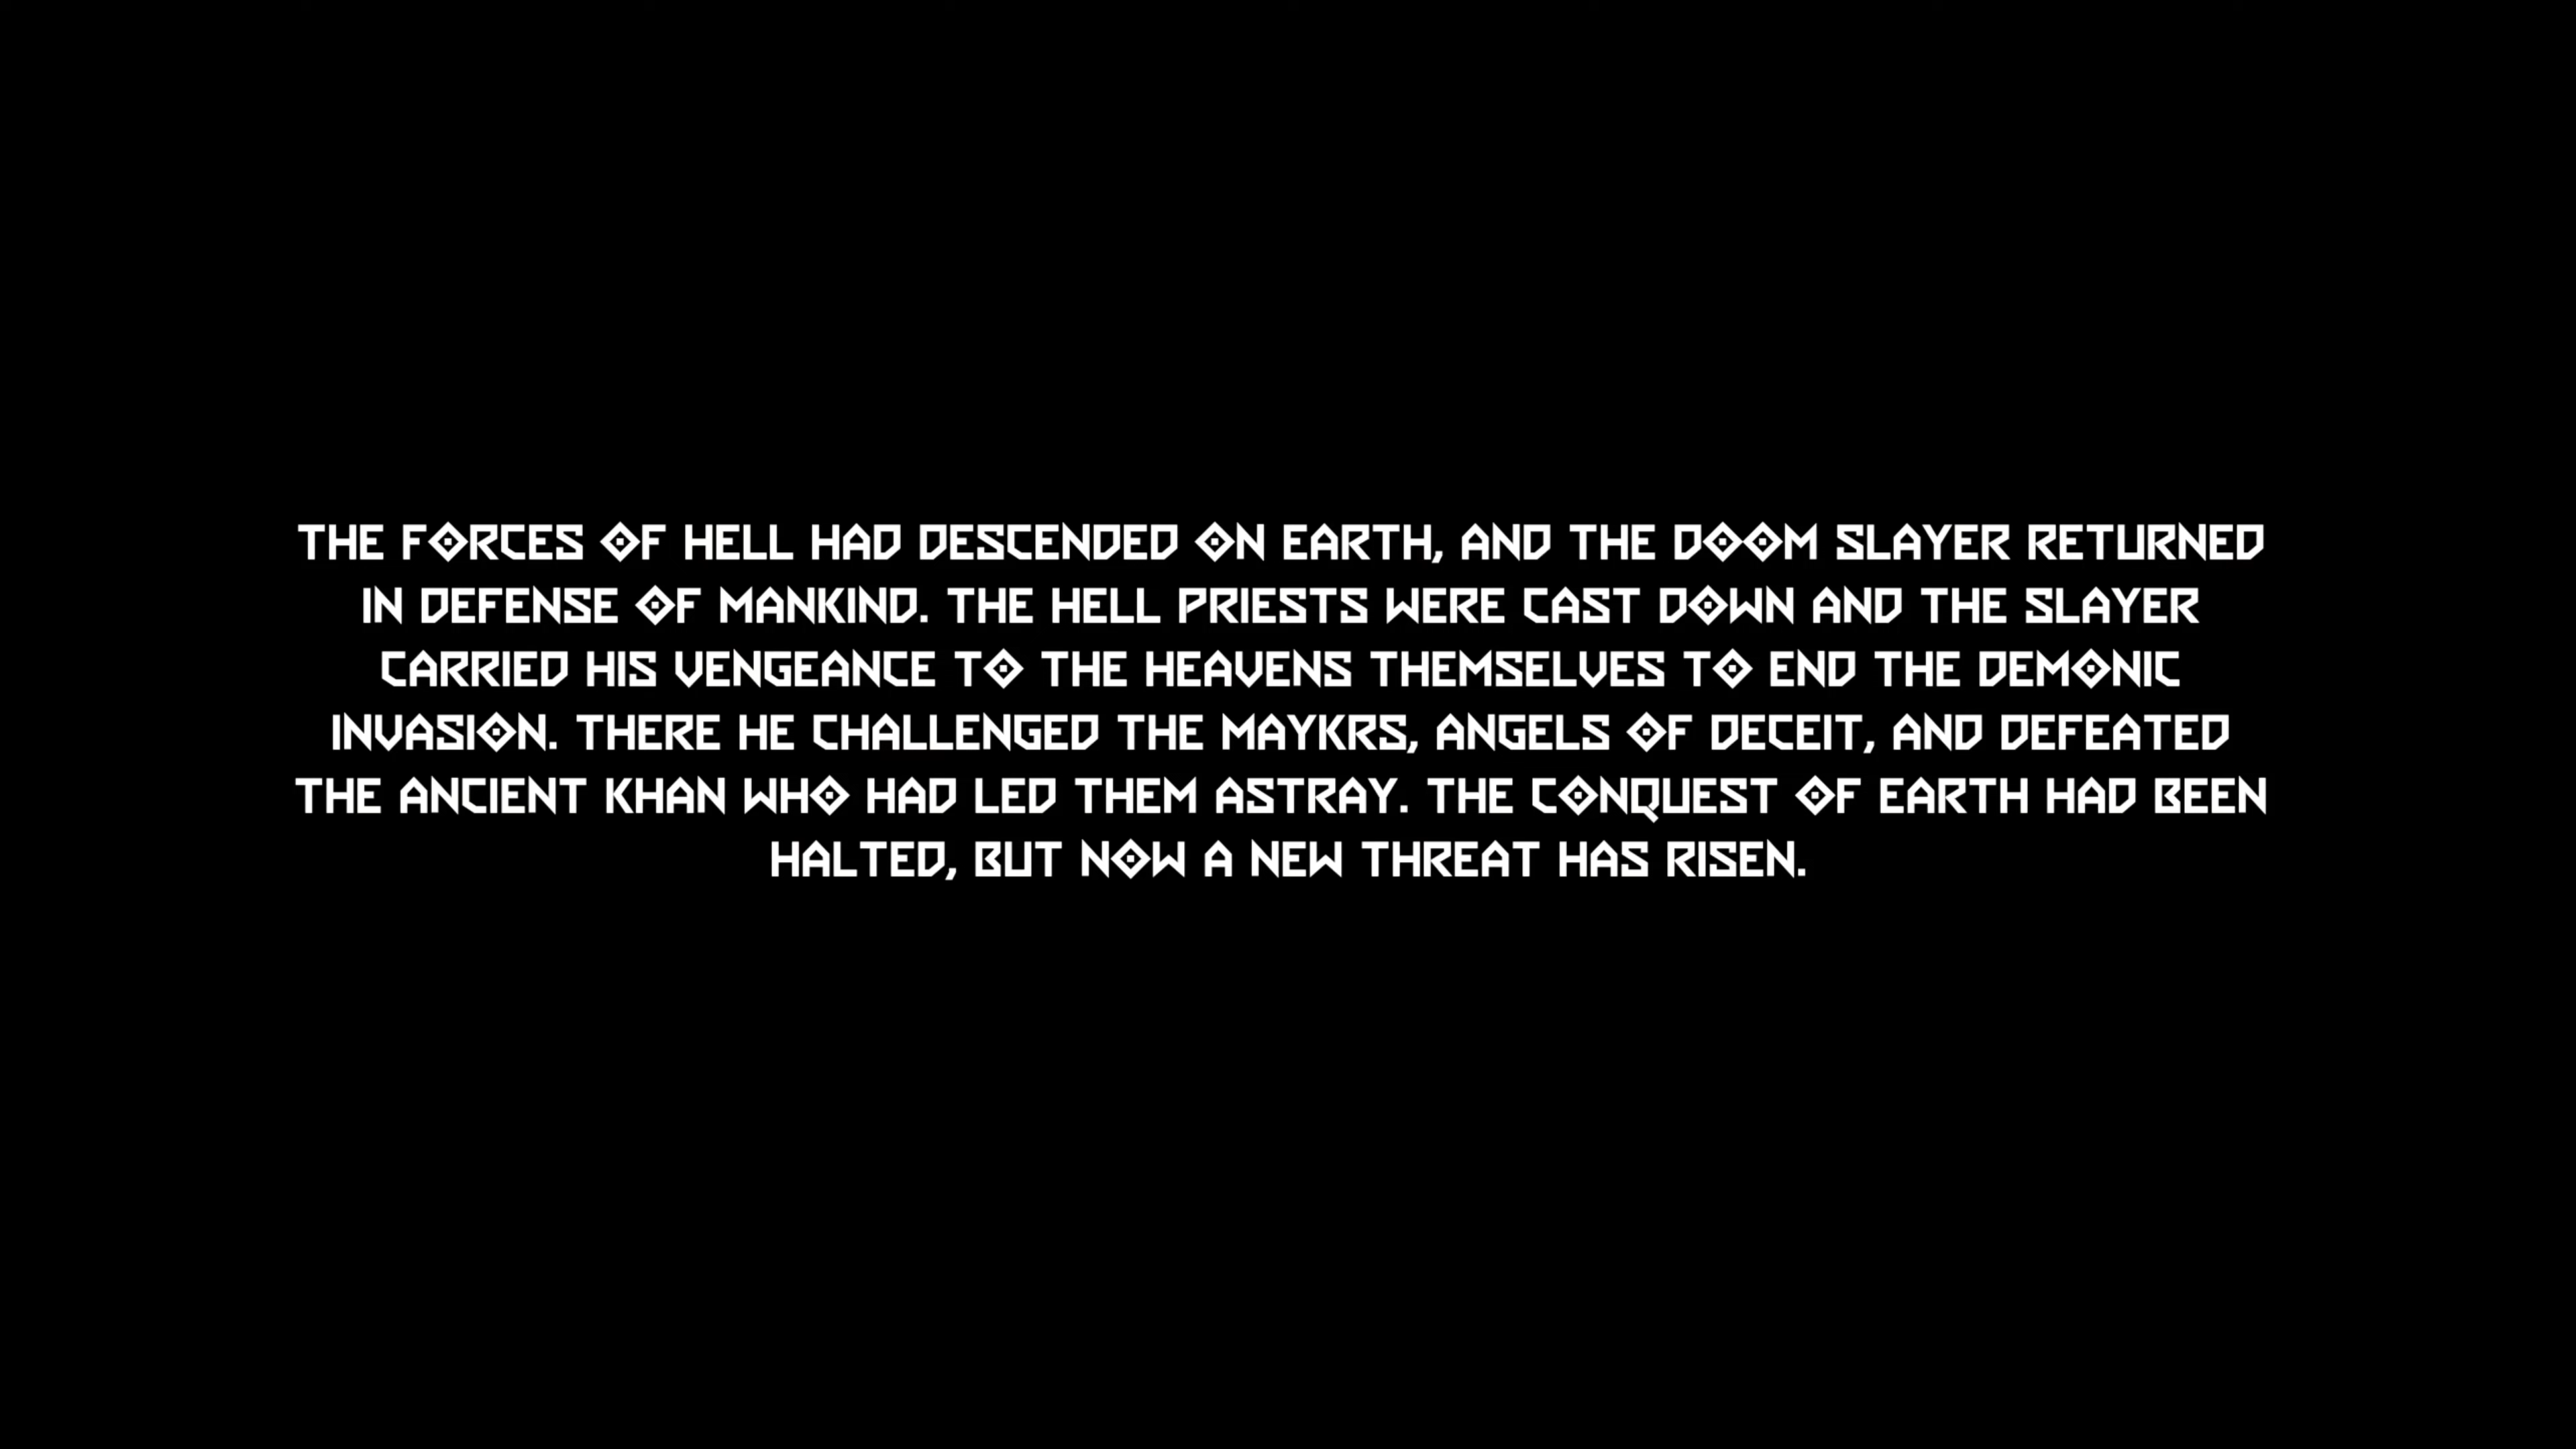 THE FORCES OF HELL HAD DESCENDED ON EARTH, AND THE DOOM SLAYER RETURNED
IN DEFENSE OF MANKIND. THE HELL PRIESTS WERE CAST DOWN AND THE SLAYER
CARRIED HIS VENGEANCE TO THE HEAVENS THEMSELVES TO END THE DEMONIC
INVASION. THERE HE CHALLENGED THE MAYKRS, ANGELS OF DECEIT, AND DEFEATED
THE ANCIENT KHAN WHO HAD LED THEM ASTRAY. THE CONQUEST OF EARTH HAD BEEN
HALTED, BUT NOW A NEW THREAT HAS RISEN.